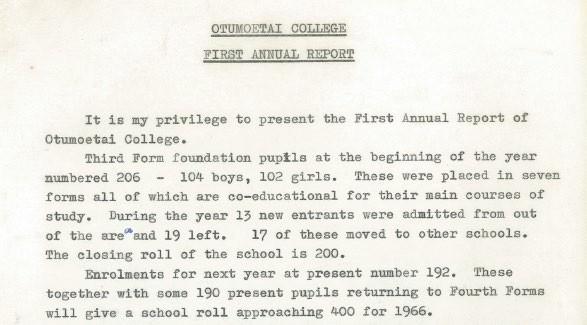 OTUMOETAI COLLEGE
FIRST ANNUAL REPORT
It is my privilege to present the First Annual Report of
Otumoetai College.
Third Form foundation pupils at the beginning of the year
numbered 206 - 104 boys, 102 girls. These were placed in seven
forms all of which are co-educational for their main courses of
study. During the year 13 new entrants were admitted from out
of the area and 19 left. 17 of these moved to other schools.
The closing roll of the school is 200.
Enrolments for next year at present number 192. These
together with some 190 present pupils returning to Fourth Forms
will give a school roll approaching 400 for 1966.